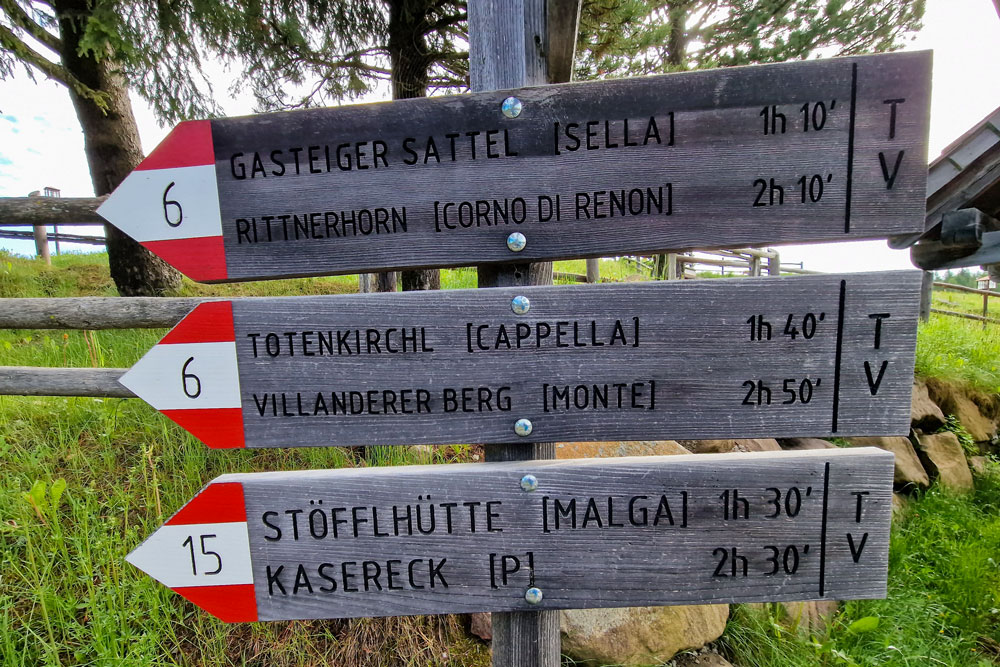 6
GASTEIGER SATTEL [SELLA] 1h 10'
RITTNERHORN [CORNO DI RENON] 2h 10'
T
V
6
TOTENKIRCHL [CAPPELLA] 1h 40'
VILLANDERER BERG [MONTE] 2h 50'
T
V
15
STÖFFLHÜTTE [MALGA] 1h 30'
KASERECK [P] 2h 30'
T
V